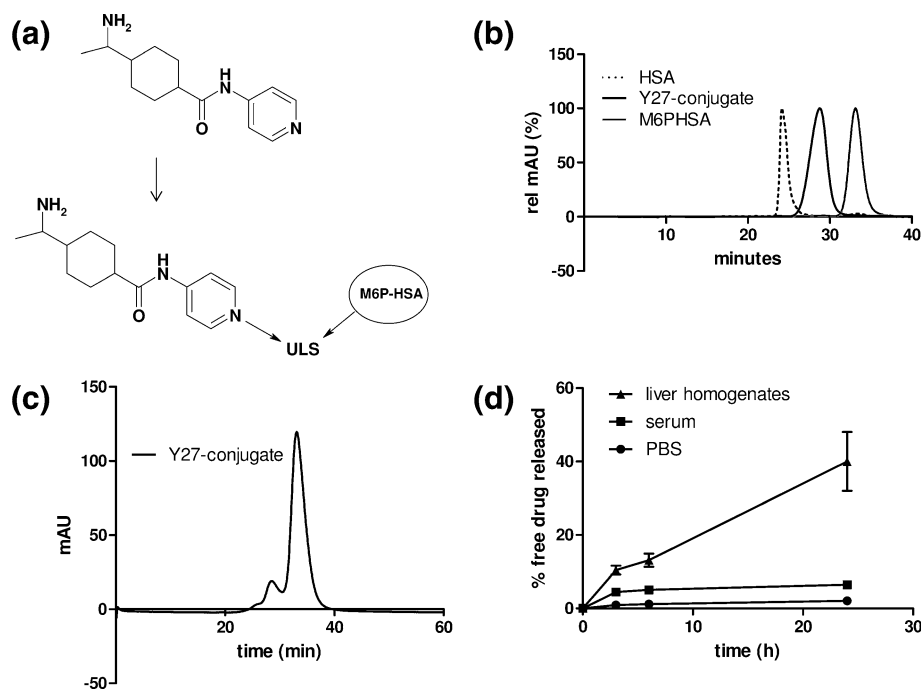 (a)
NH2
H
N
O
N
NH2
H
N
O
N
M6P-HSA
ULS
(b)
HSA
Y27-conjugate
M6PHSA
rel mAU (%)
150
100
50
0
-50
10
20
30
40
minutes
(c)
Y27-conjugate
mAU
150
100
50
0
-50
20
40
60
time (min)
(d)
liver homogenates
serum
PBS
% free drug released
60
40
20
0
0
10
20
30
time (h)